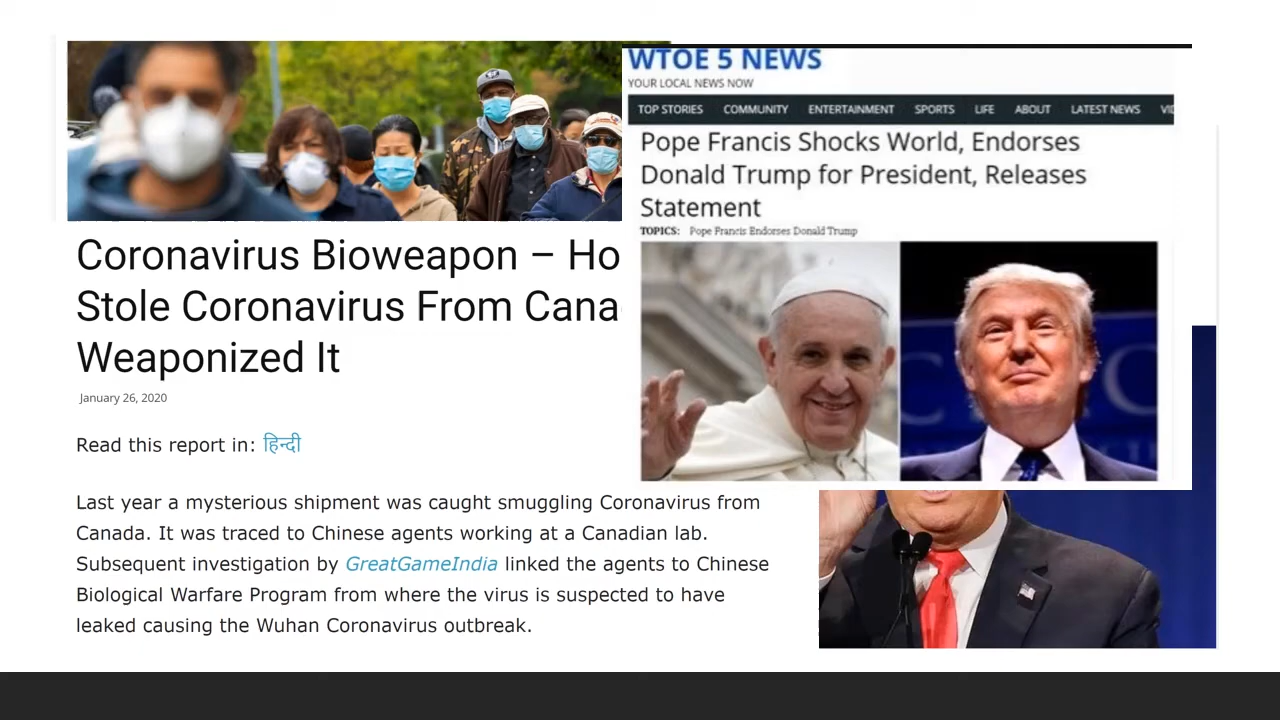 WTOE 5 NEWS
YOUR LOCAL NEWS NOW
TOP STORIES COMMUNITY ENTERTAINMENT SPORTS LIFE ABOUT LATEST NEWS
Pope Francis Shocks World, Endorses
Donald Trump for President, Releases
Statement
TOPICS: Pope Francis Endorses Donald Trump
Coronavirus Bioweapon – Ho
Stole Coronavirus From Cana
Weaponized It
January 26, 2020
Read this report in: हिन्दी
Last year a mysterious shipment was caught smuggling Coronavirus from
Canada. It was traced to Chinese agents working at a Canadian lab.
Subsequent investigation by GreatGameIndia linked the agents to Chinese
Biological Warfare Program from where the virus is suspected to have
leaked causing the Wuhan Coronavirus outbreak.